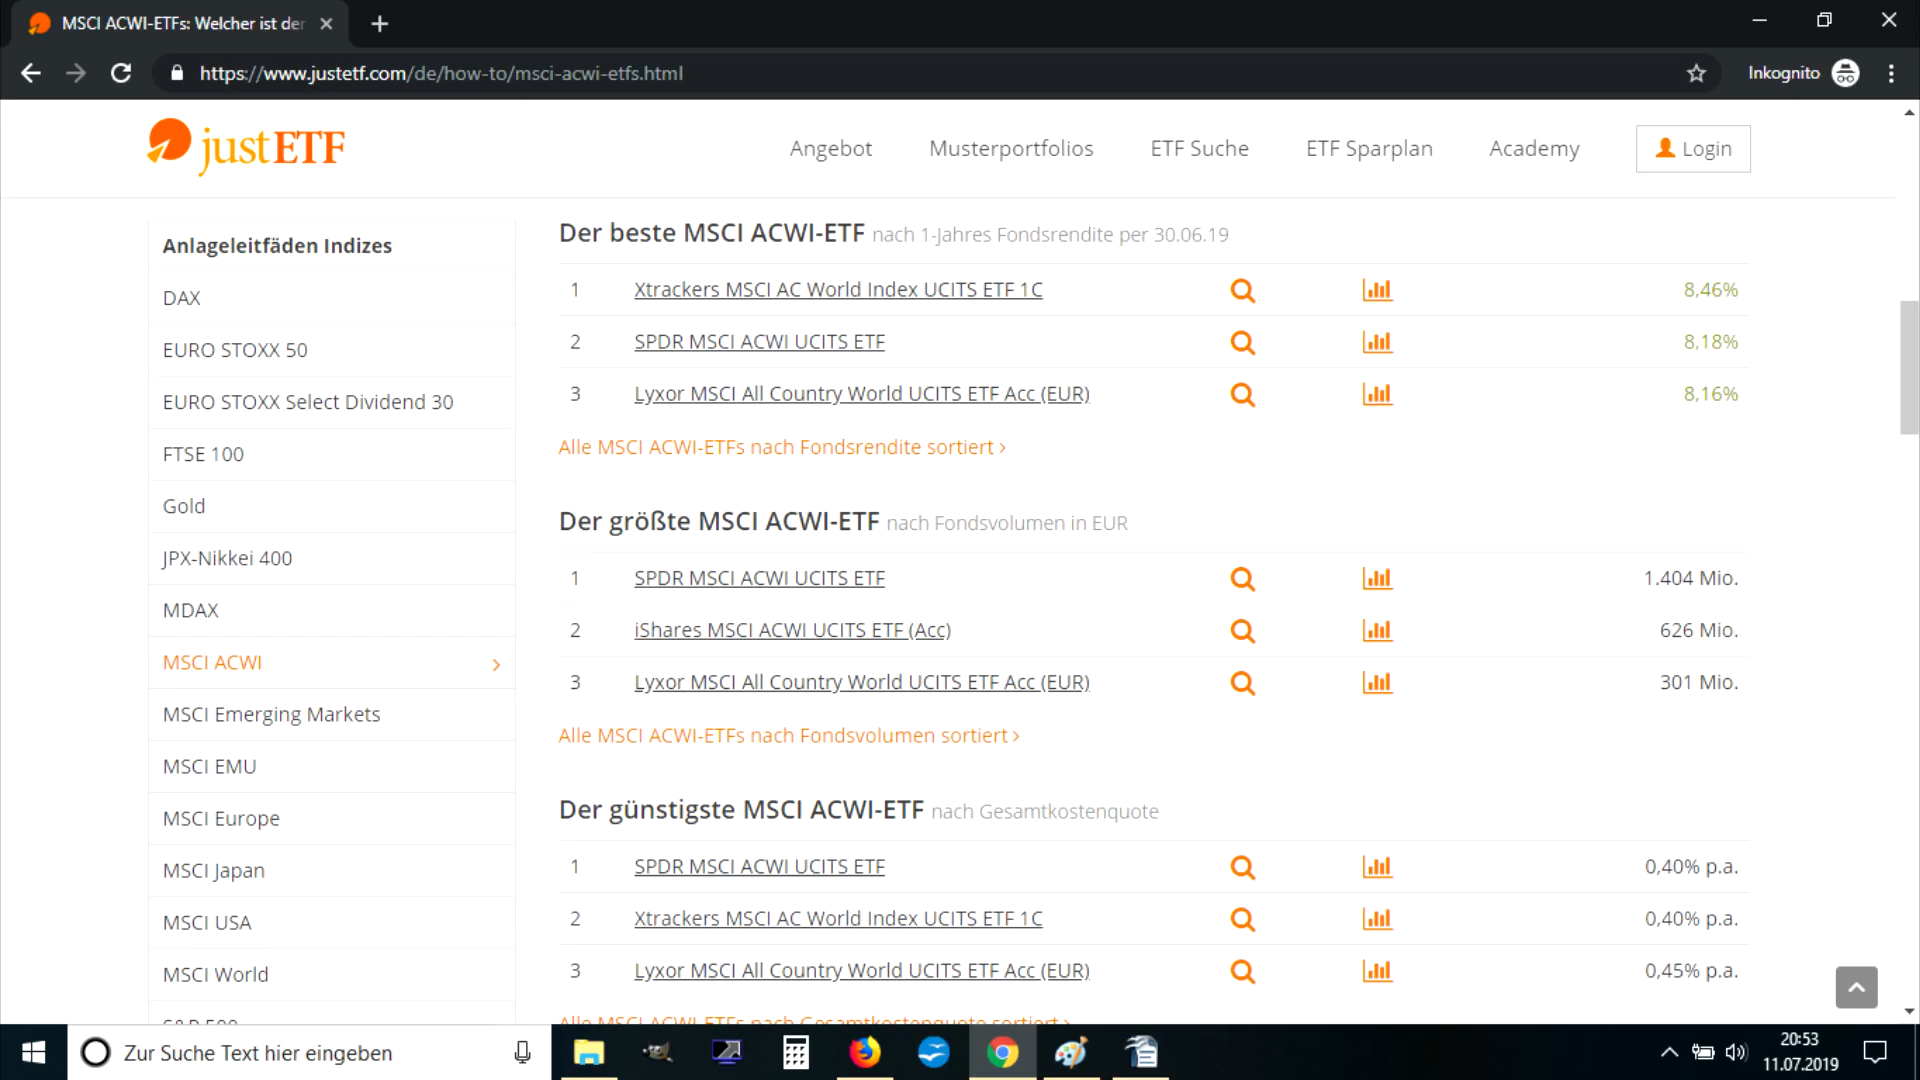 MSCI ACWI-ETFs: Welcher ist der
https://www.justetf.com/de/how-to/msci-acwi-etfs.html
Inkognito
justETF
Angebot
Musterportfolios
ETF Suche
ETF Sparplan
Academy
Login
Anlageleitfäden Indizes
DAX
EURO STOXX 50
EURO STOXX Select Dividend 30
FTSE 100
Gold
JPX-Nikkei 400
MDAX
MSCI ACWI
MSCI Emerging Markets
MSCI EMU
MSCI Europe
MSCI Japan
MSCI USA
MSCI World
S&P 500
Der beste MSCI ACWI-ETF nach 1-Jahres Fondsrendite per 30.06.19
1 Xtrackers MSCI AC World Index UCITS ETF 1C 8,46%
2 SPDR MSCI ACWI UCITS ETF 8,18%
3 Lyxor MSCI All Country World UCITS ETF Acc (EUR) 8,16%
Alle MSCI ACWI-ETFs nach Fondsrendite sortiert ›
Der größte MSCI ACWI-ETF nach Fondsvolumen in EUR
1 SPDR MSCI ACWI UCITS ETF 1.404 Mio.
2 iShares MSCI ACWI UCITS ETF (Acc) 626 Mio.
3 Lyxor MSCI All Country World UCITS ETF Acc (EUR) 301 Mio.
Alle MSCI ACWI-ETFs nach Fondsvolumen sortiert ›
Der günstigste MSCI ACWI-ETF nach Gesamtkostenquote
1 SPDR MSCI ACWI UCITS ETF 0,40% p.a.
2 Xtrackers MSCI AC World Index UCITS ETF 1C 0,40% p.a.
3 Lyxor MSCI All Country World UCITS ETF Acc (EUR) 0,45% p.a.
Alle MSCI ACWI-ETFs nach Gesamtkostenquote sortiert ›
Zur Suche Text hier eingeben
20:53
11.07.2019